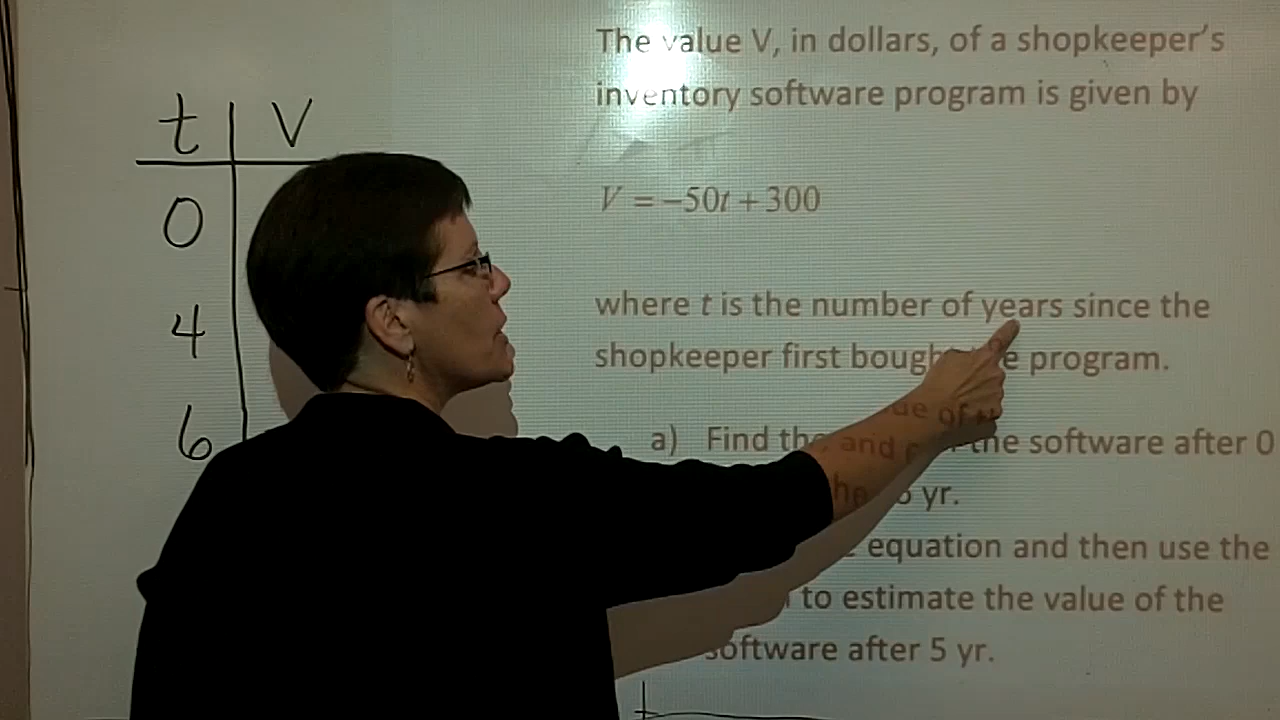 t V
0
4
6
The value V, in dollars, of a shopkeeper's
inventory software program is given by
V = −50t + 300
where t is the number of years since the
shopkeeper first program.
a) Find the software after 0
and yr.
equation and then use the
to estimate the value of the
software after 5 yr.